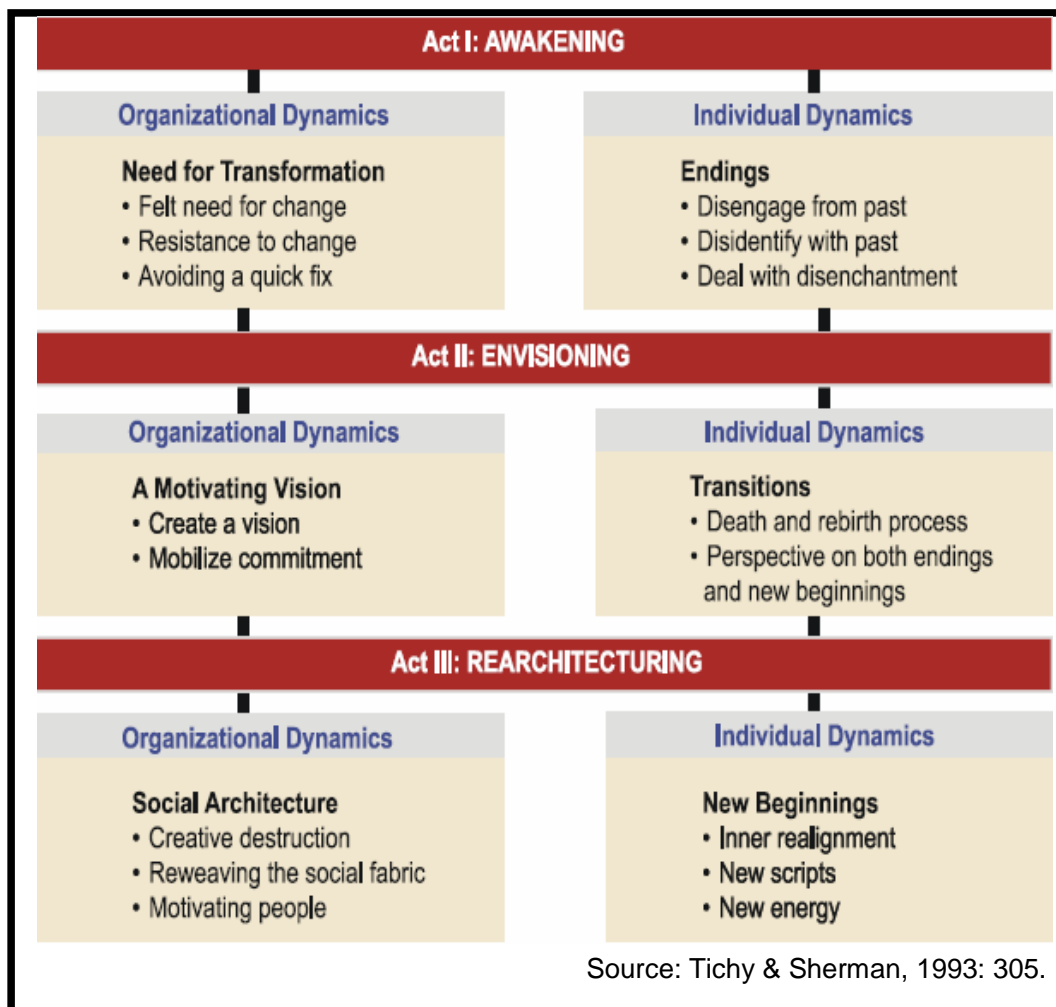 Act I: AWAKENING
Organizational Dynamics
Need for Transformation
• Felt need for change
• Resistance to change
• Avoiding a quick fix
Individual Dynamics
Endings
• Disengage from past
• Disidentify with past
• Deal with disenchantment
Act II: ENVISIONING
Organizational Dynamics
A Motivating Vision
• Create a vision
• Mobilize commitment
Individual Dynamics
Transitions
• Death and rebirth process
• Perspective on both endings
and new beginnings
Act III: REARCHITECTURING
Organizational Dynamics
Social Architecture
• Creative destruction
• Reweaving the social fabric
• Motivating people
Individual Dynamics
New Beginnings
• Inner realignment
• New scripts
• New energy
Source: Tichy & Sherman, 1993: 305.